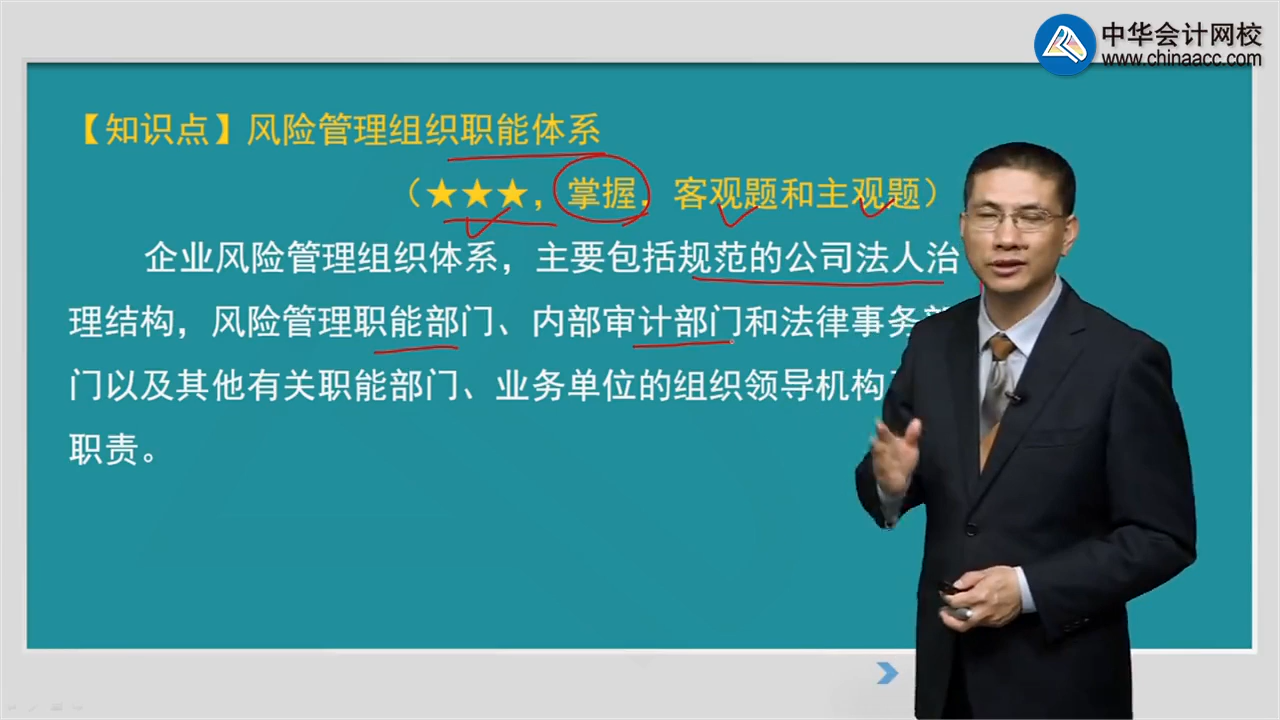 中华会计网校
www.chinaacc.com
【知识点】风险管理组织职能体系
（★★★，掌握，客观题和主观题）
企业风险管理组织体系，主要包括规范的公司法人治
理结构，风险管理职能部门、内部审计部门和法律事务部
门以及其他有关职能部门、业务单位的组织领导机构
职责。